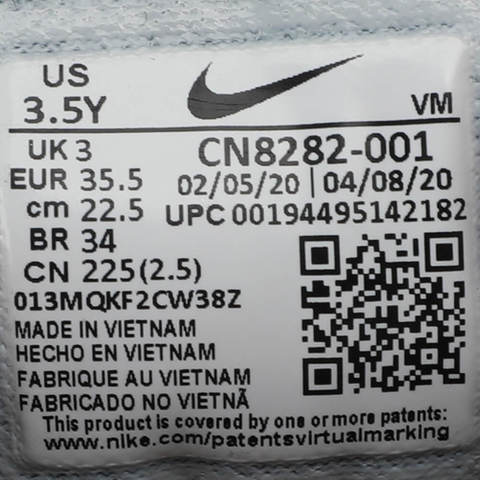 US
3.5Y
VM
UK 3
CN8282-001
EUR 35.5
02/05/20 | 04/08/20
cm 22.5
UPC 00194495142182
BR 34
CN 225(2.5)
013MQKF2CW38Z
MADE IN VIETNAM
HECHO EN VIETNAM
FABRIQUE AU VIETNAM
FABRICADO NO VIETNÃ
This product is covered by one or more patents:
www.nike.com/patentsvirtualmarking